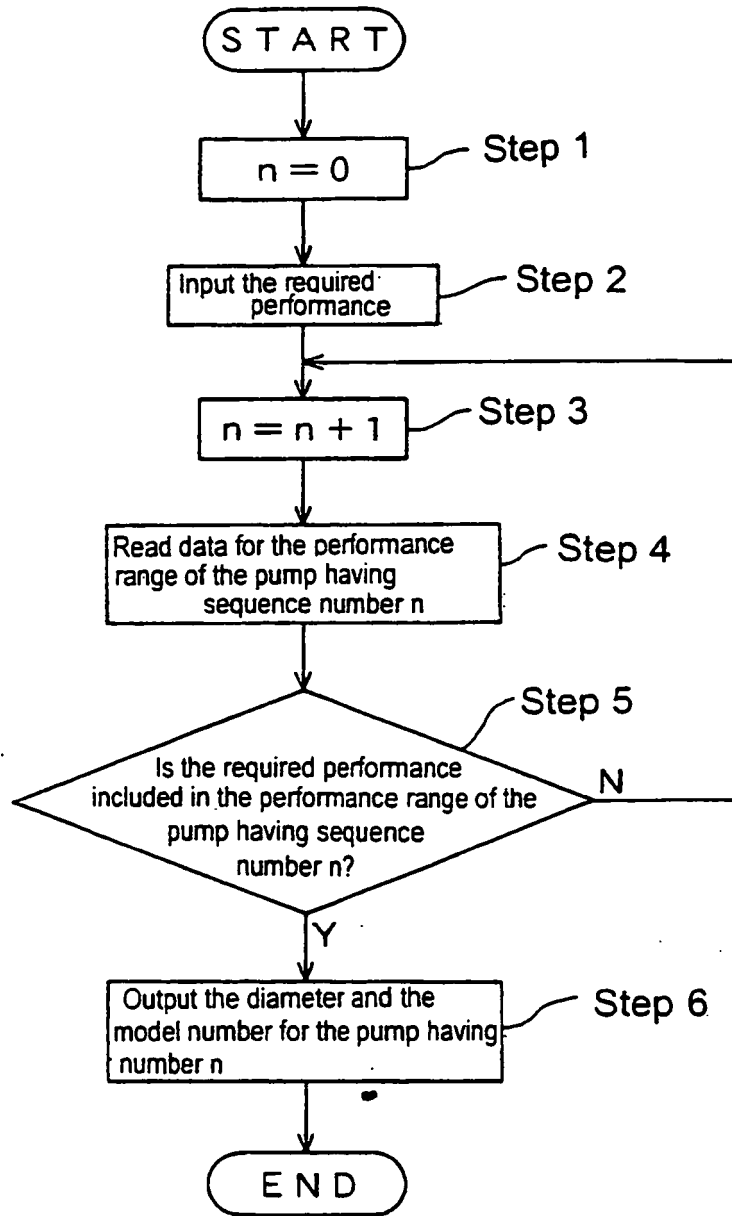 START
n = 0
Step 1
Input the required
performance
Step 2
n = n + 1
Step 3
Read data for the performance
range of the pump having
sequence number n
Step 4
Step 5
Is the required performance
included in the performance range of the
pump having sequence
number n?
N
Y
Output the diameter and the
model number for the pump having
number n
Step 6
END